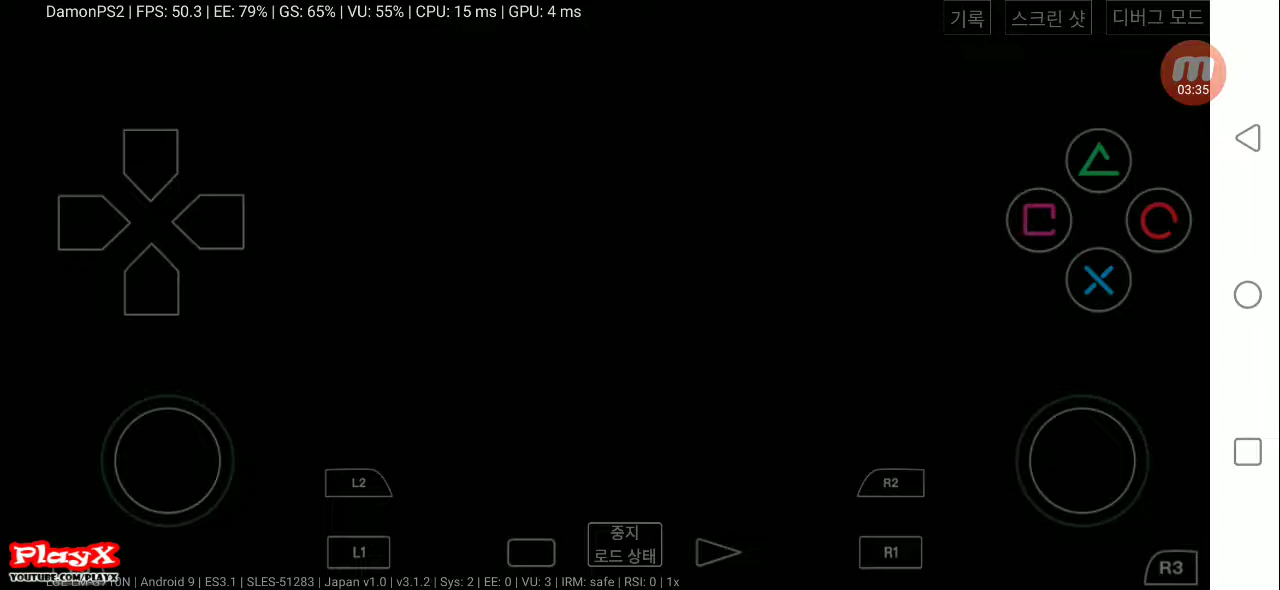 DamonPS2 | FPS: 50.3 | EE: 79% | GS: 65% | VU: 55% | CPU: 15 ms | GPU: 4 ms
기록 스크린 샷 디버그 모드
03:35
L2
R2
중지
로드 상태
L1
R1
R3
PlayX
YOUTUBE.COM/PLAYX
| Android 9 | ES3.1 | SLES-51283 | Japan v1.0 | v3.1.2 | Sys: 2 | EE: 0 | VU: 3 | IRM: safe | RSI: 0 | 1x